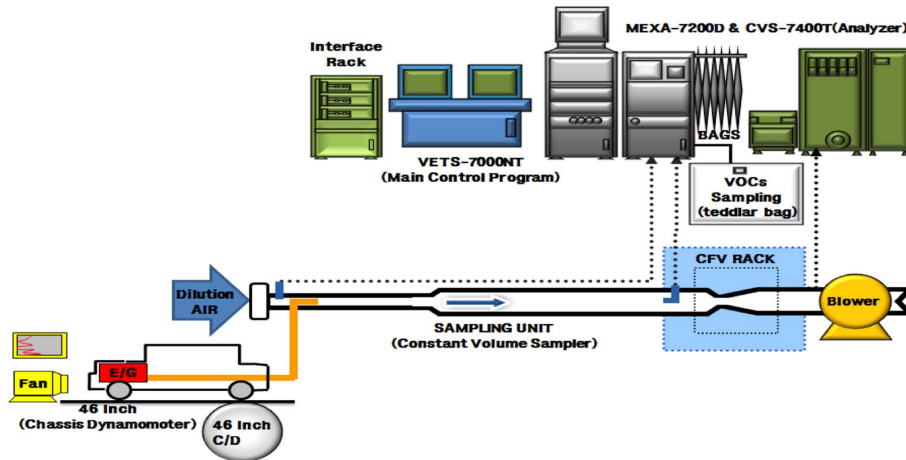 MEXA-7200D & CVS-7400T(Analyzer)
Interface
Rack
BAGS
VETS-7000NT
(Main Control Program)
VOCs
Sampling
(teddlar bag)
CFV RACK
Dilution
AIR
Blower
SAMPLING UNIT
(Constant Volume Sampler)
E/G
Fan
46 Inch
(Chassis Dynamometer)
46 Inch
C/D